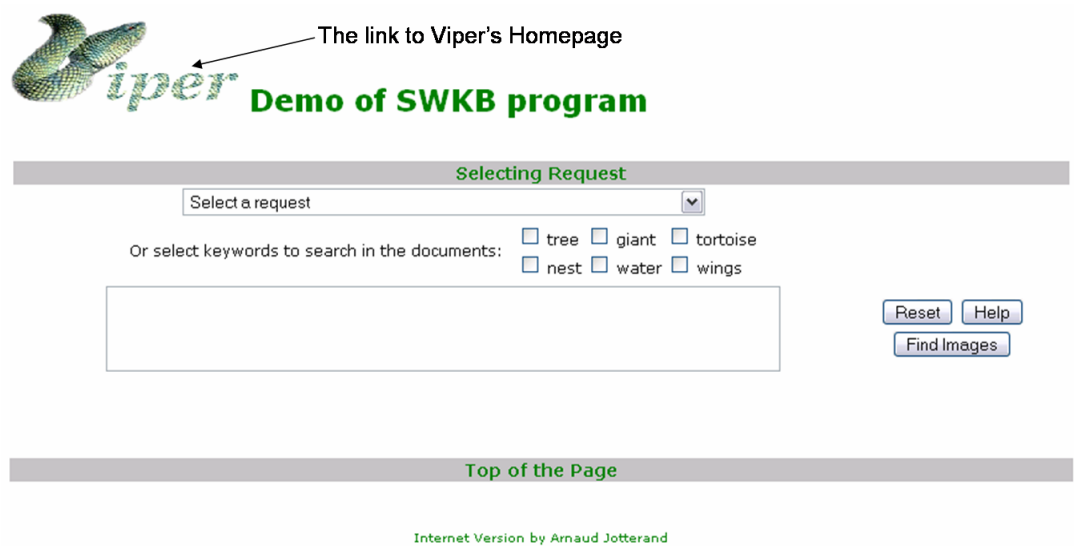 The link to Viper's Homepage
Viper
Demo of SWKB program
Selecting Request
Select a request
Or select keywords to search in the documents:
tree giant tortoise
nest water wings
Reset Help
Find Images
Top of the Page
Internet Version by Arnaud Jotterand